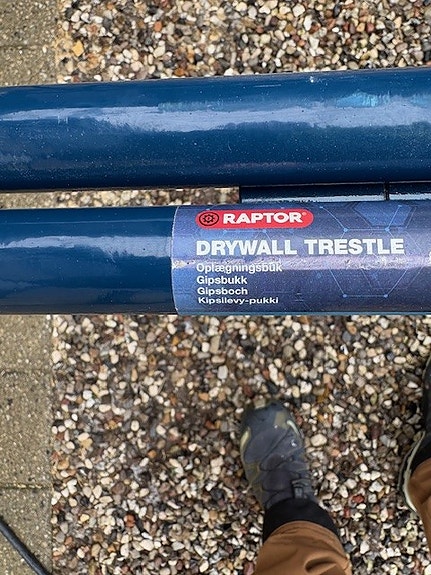 RAPTOR®
DRYWALL TRESTLE
Oplægningsbuk
Gipsbukk
Gipsboch
Kipsilevy-pukki